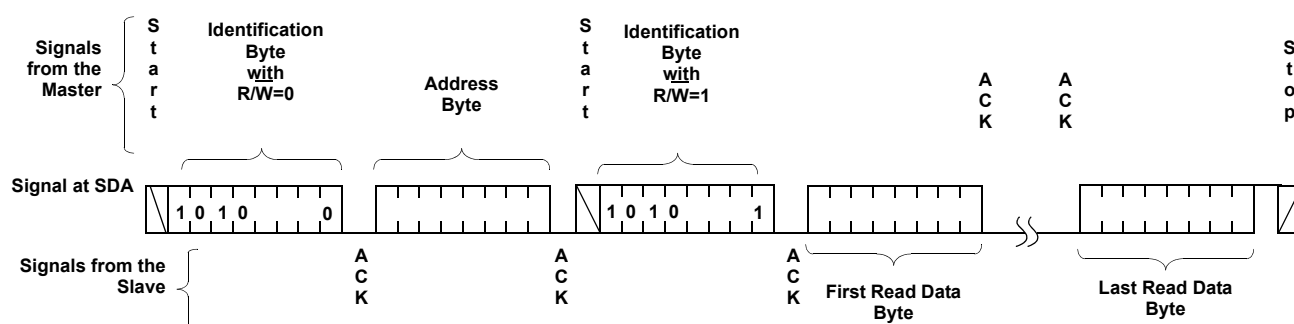 Signals
from the
Master
Start
Identification
Byte
with
R/W=0
Address
Byte
Start
Identification
Byte
with
R/W=1
ACK
ACK
Stop
Signal at SDA
1 0 1 0 0
1 0 1 0 1
Signals from the
Slave
ACK
ACK
ACK
First Read Data
Byte
Last Read Data
Byte